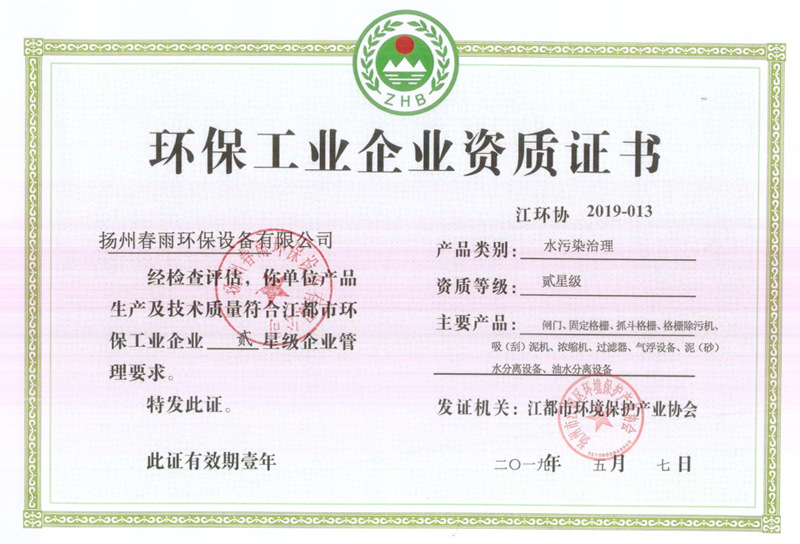 ZHB
环保工业企业资质证书
江环协 2019-013
扬州春雨环保设备有限公司
经检查评估，你单位产品
生产及技术质量符合江都市环
保工业企业 贰 星级企业管
理要求。
特发此证。
此证有效期壹年
产品类别： 水污染治理
资质等级： 贰星级
主要产品： 闸门、固定格栅、抓斗格栅、格栅除污机、
吸（刮）泥机、浓缩机、过滤器、气浮设备、泥（砂）
水分离设备、油水分离设备
发证机关：江都市环境保护产业协会
二〇一九年 五月 七日